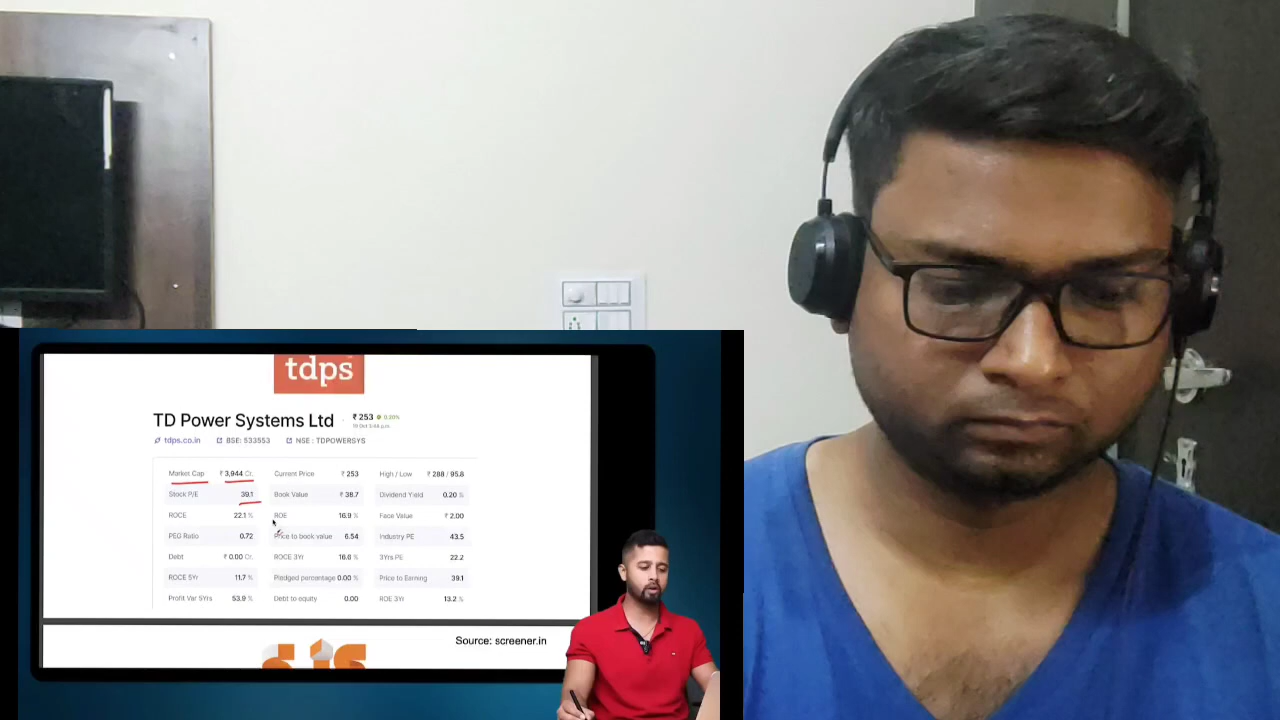 tdps
TD Power Systems Ltd · ₹ 253 0.20%
tdps.co.in BSE: 533553 NSE : TDPOWERSYS
Market Cap ₹ 3,944 Cr. Current Price ₹ 253 High / Low ₹ 288 / 95.8
Stock P/E 39.1 Book Value ₹ 38.7 Dividend Yield 0.20 %
ROCE 22.1 % ROE 16.9 % Face Value ₹ 2.00
PEG Ratio 0.72 Price to book value 6.54 Industry PE 43.5
Debt ₹ 0.00 Cr. ROCE 3Yr 16.6 % 3Yrs PE 22.2
ROCE 5Yr 11.7 % Pledged percentage 0.00 % Price to Earning 39.1
Profit Var 5Yrs 53.9 % Debt to equity 0.00 ROE 3Yr 13.2 %
Source: screener.in